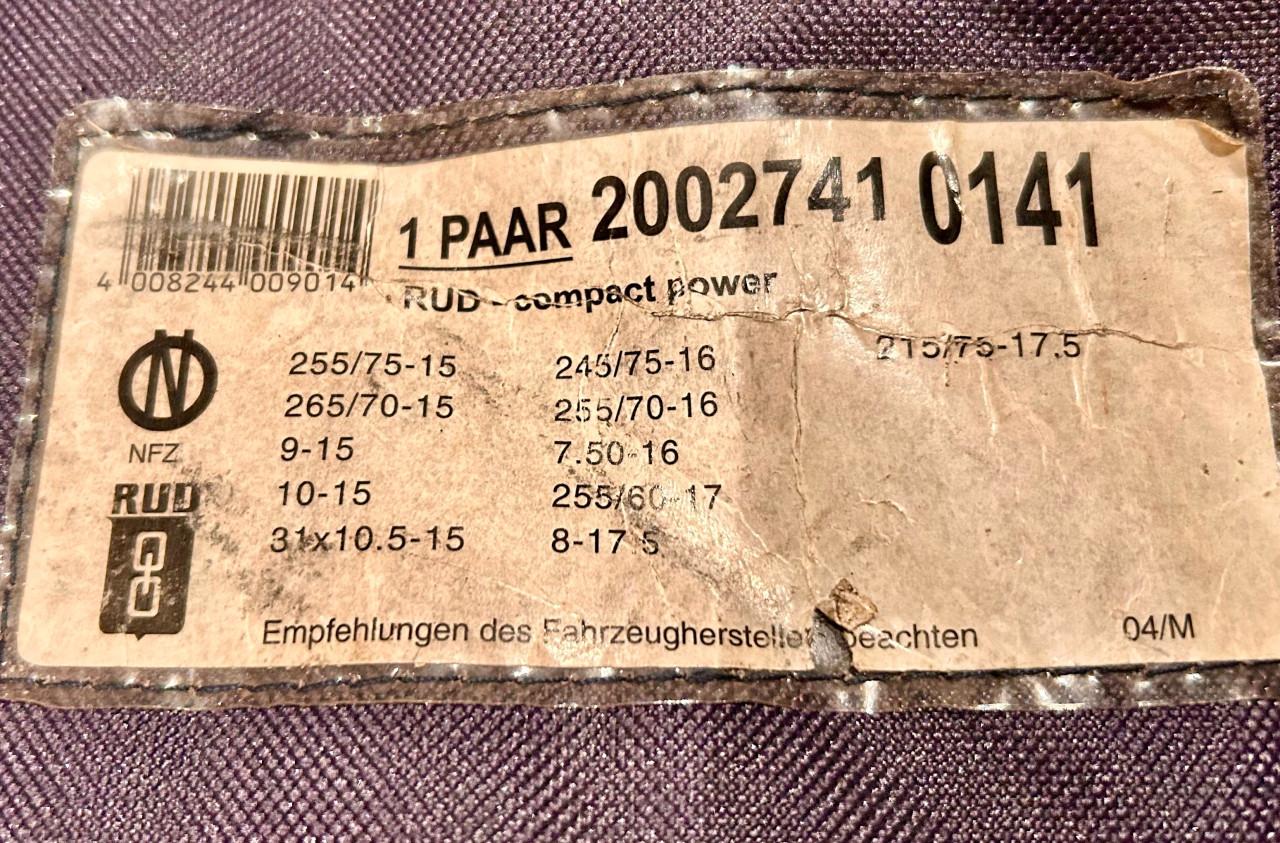 1 PAAR 2002741 0141
4 008244 009014
RUD - compact power
255/75-15 245/75-16 215/75-17.5
265/70-15 255/70-16
9-15 7.50-16
10-15 255/60-17
31x10.5-15 8-17.5
N
NFZ
RUD
Empfehlungen des Fahrzeughersteller beachten 04/M